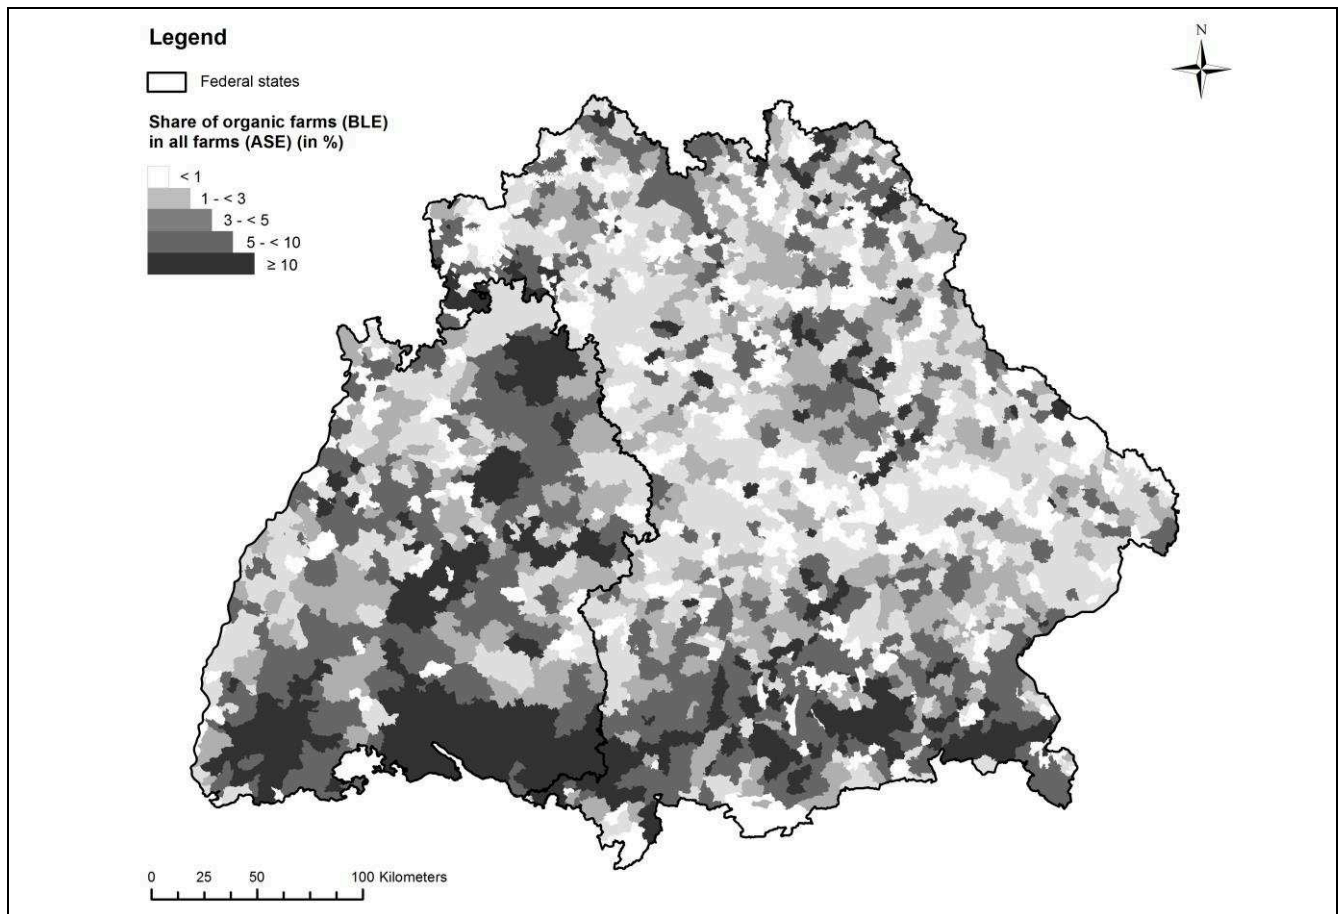 Legend
N
Federal states
Share of organic farms (BLE)
in all farms (ASE) (in %)
< 1
1 - < 3
3 - < 5
5 - < 10
≥ 10
0 25 50 100 Kilometers